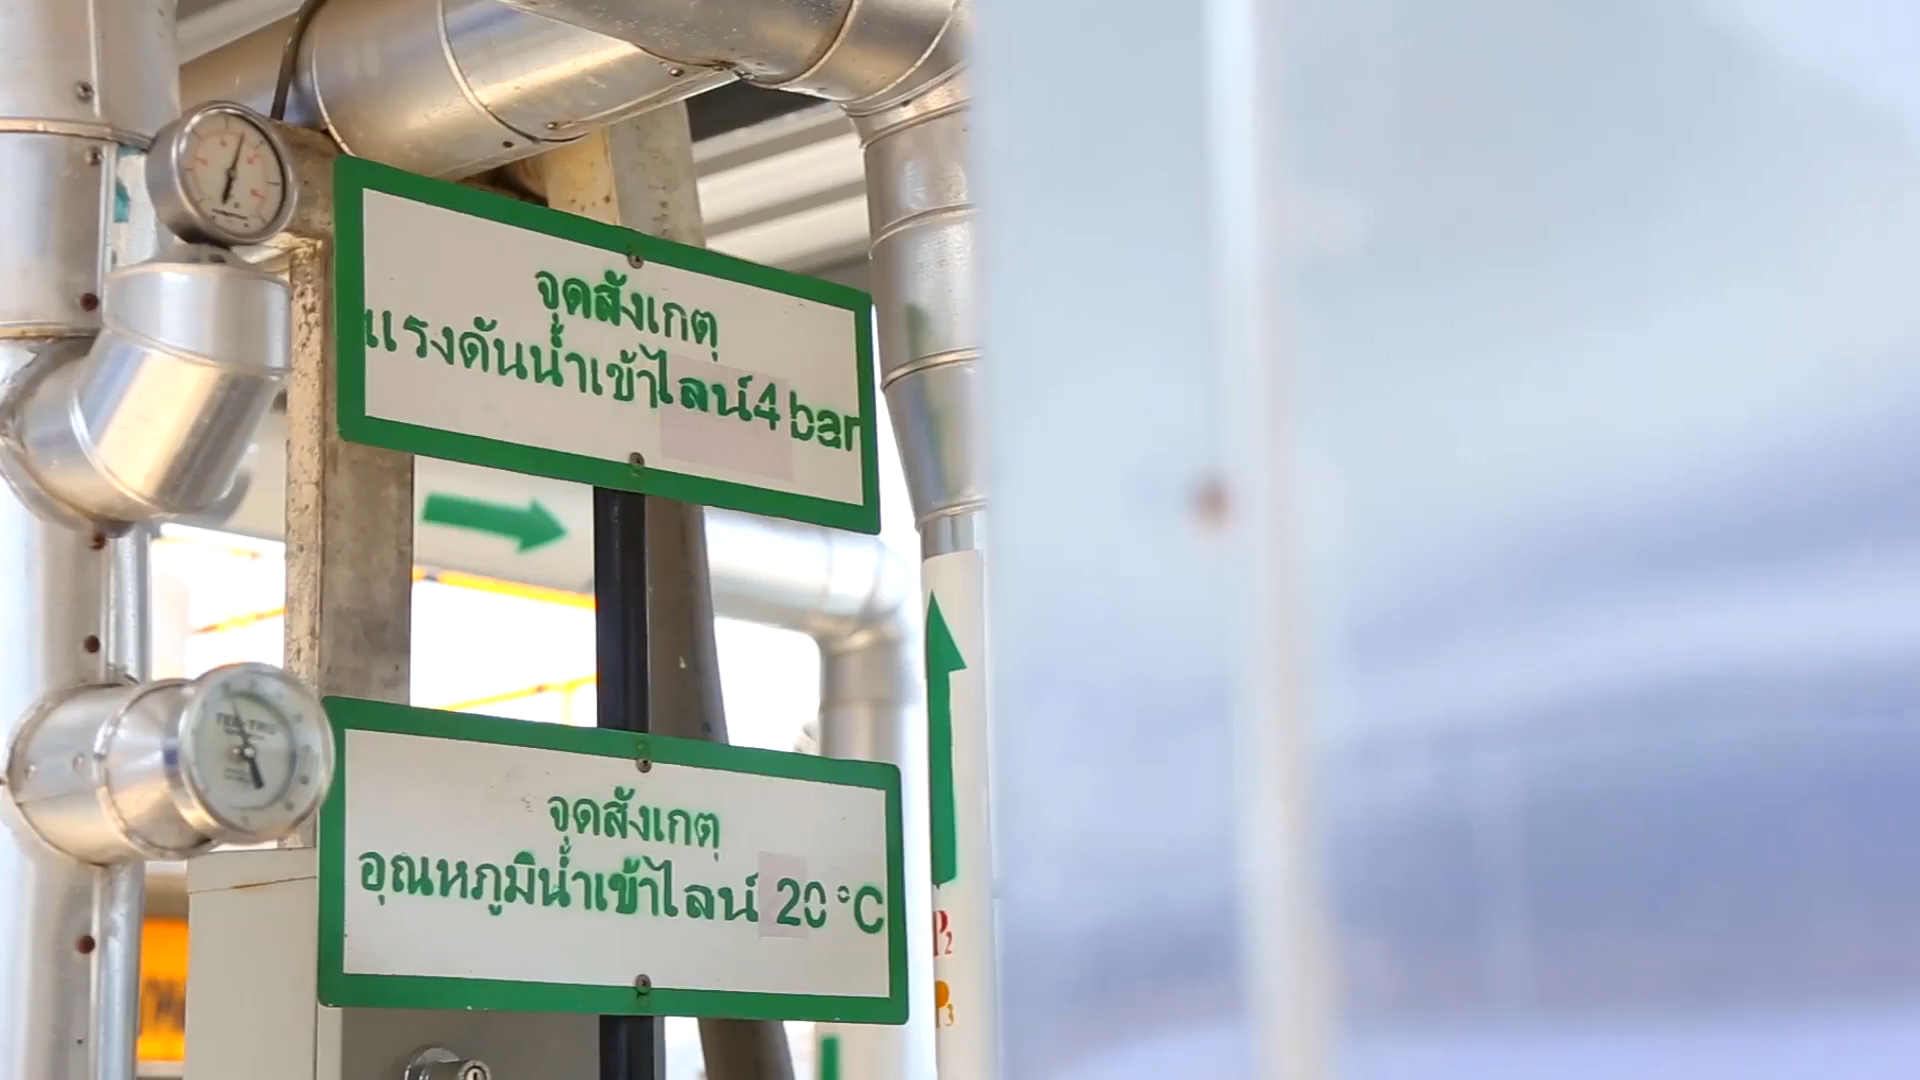 จุดสังเกตุ
แรงดันน้ำเข้าไลน์4 bar
จุดสังเกตุ
อุณหภูมิน้ำเข้าไลน์ 20 °C
P2
P3